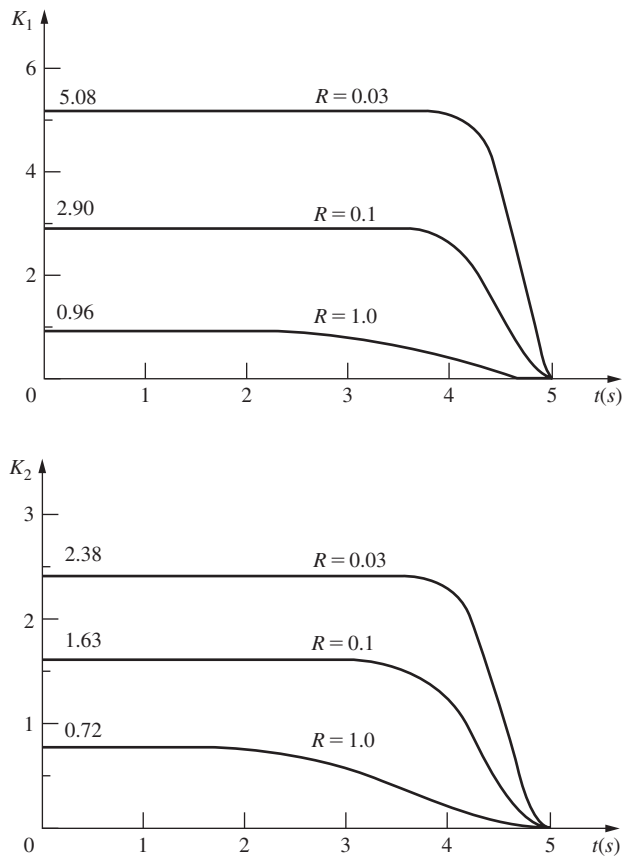 K₁
6
5.08
R = 0.03
4
2.90
R = 0.1
2
0.96
R = 1.0
0
1 2 3 4 5 t(s)
K₂
3
2.38
R = 0.03
2
1.63
R = 0.1
1
0.72
R = 1.0
0
1 2 3 4 5 t(s)